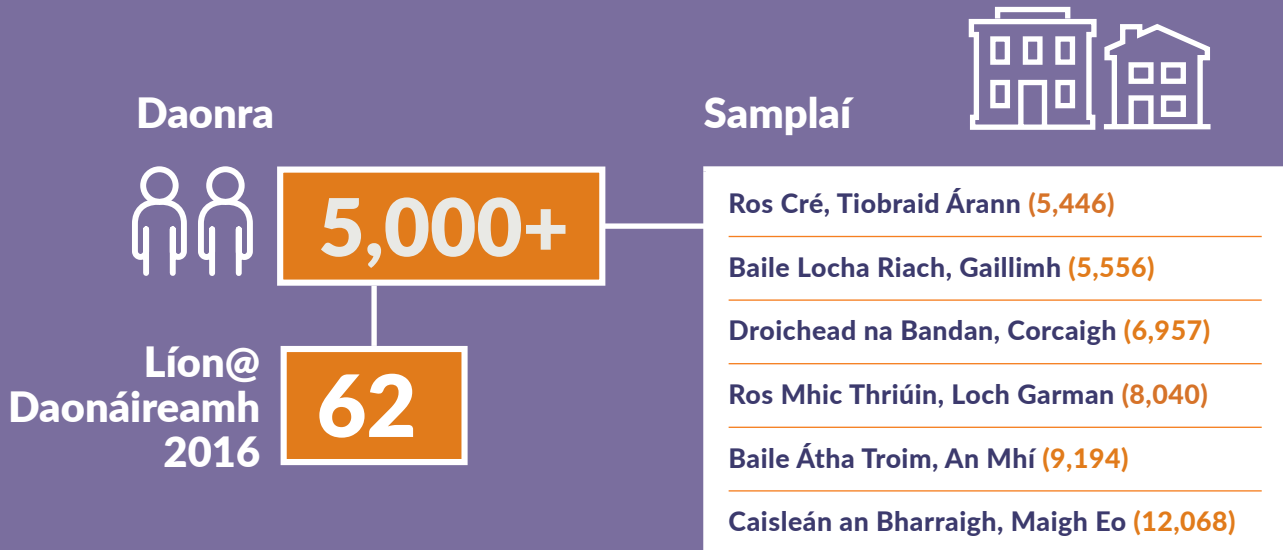 Daonra
5,000+
Líon@
Daonáireamh
2016
62
Samplaí
Ros Cré, Tiobraid Árann (5,446)
Baile Locha Riach, Gaillimh (5,556)
Droichead na Bandan, Corcaigh (6,957)
Ros Mhic Thriúin, Loch Garman (8,040)
Baile Átha Troim, An Mhí (9,194)
Caisleán an Bharraigh, Maigh Eo (12,068)